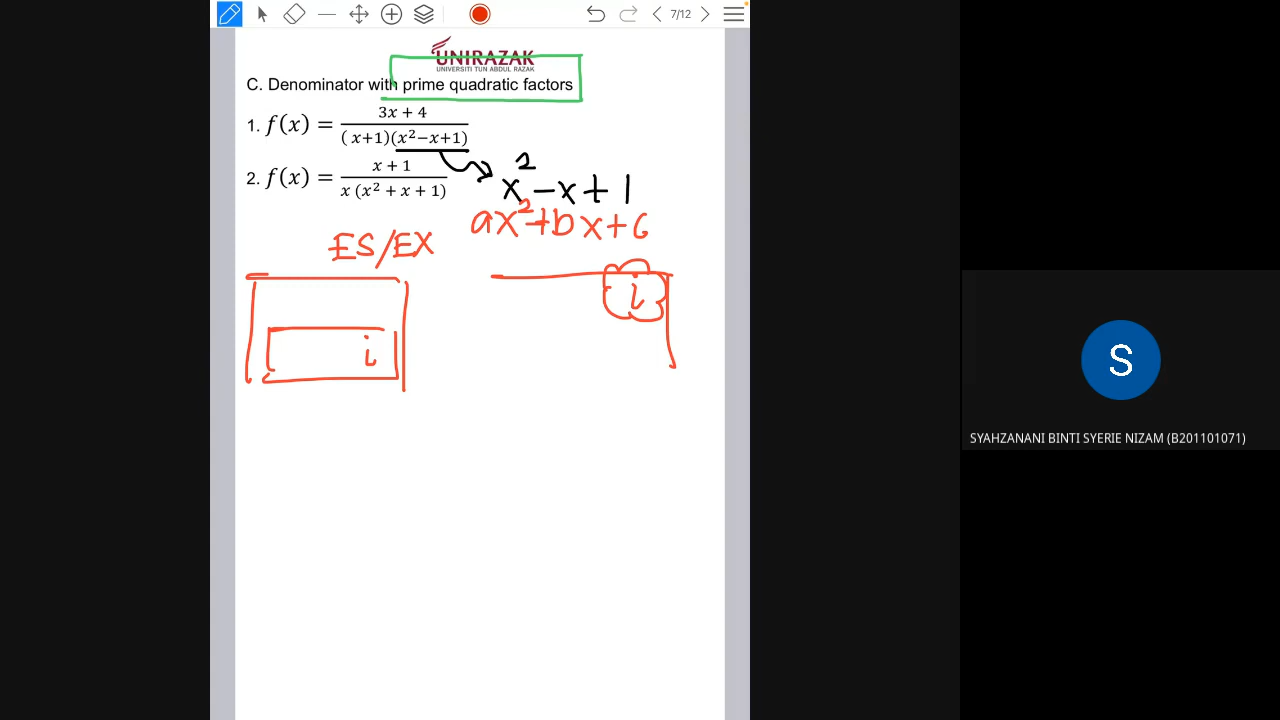 7/12
UNIRAZAK
UNIVERSITI TUN ABDUL RAZAK
C. Denominator with prime quadratic factors
1. f(x) = 3x + 4 / (x+1)(x²−x+1)
2. f(x) = x + 1 / x (x² + x + 1)
x² − x + 1
ax² + bx + c
ES/EX
i
i
S
SYAHZANANI BINTI SYERIE NIZAM (B201101071)